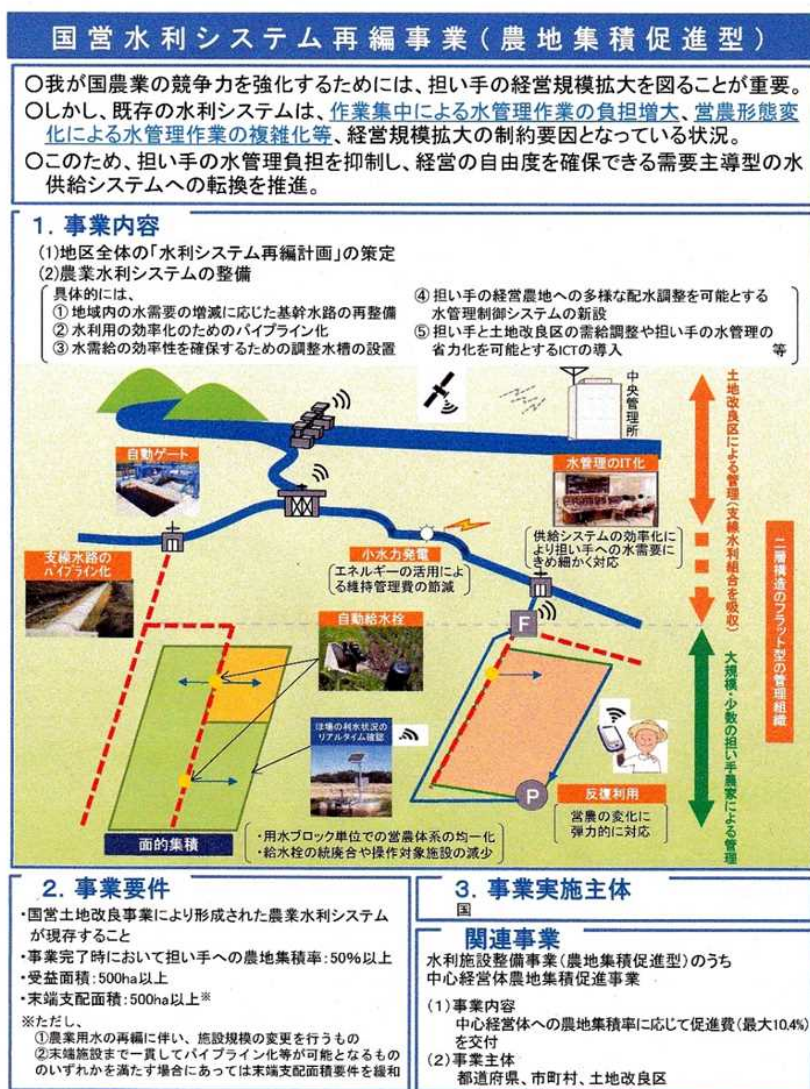 国営水利システム再編事業(農地集積促進型)
○我が国農業の競争力を強化するためには、担い手の経営規模拡大を図ることが重要。
○しかし、既存の水利システムは、作業集中による水管理作業の負担増大、営農形態変
化による水管理作業の複雑化等、経営規模拡大の制約要因となっている状況。
○このため、担い手の水管理負担を抑制し、経営の自由度を確保できる需要主導型の水
供給システムへの転換を推進。
1. 事業内容
(1)地区全体の「水利システム再編計画」の策定
(2)農業水利システムの整備
具体的には、
① 地域内の水需要の増減に応じた基幹水路の再整備
② 水利用の効率化のためのパイプライン化
③ 水需給の効率性を確保するための調整水槽の設置
④ 担い手の経営農地への多様な配水調整を可能とする
水管理制御システムの新設
⑤ 担い手と土地改良区の需給調整や担い手の水管理の
省力化を可能とするICTの導入 等
中央管理所
自動ゲート
水管理のIT化
支線水路の
パイプライン化
小水力発電
エネルギーの活用によ
る維持管理費の節減
供給システムの効率化に
より担い手への水需要に
きめ細かく対応
自動給水栓
F
ほ場の利水状況の
リアルタイム確認
P
反復利用
営農の変化に
弾力的に対応
面的集積
・用水ブロック単位での営農体系の均一化
・給水栓の統廃合や操作対象施設の減少
土地改良区による管理(支線水利組合を吸収)
大規模・少数の担い手農家による管理
二層構造のフラット型の管理組織
2. 事業要件
・国営土地改良事業により形成された農業水利システム
が現存すること
・事業完了時において担い手への農地集積率:50%以上
・受益面積:500ha以上
・末端支配面積:500ha以上※
※ただし、
①農業用水の再編に伴い、施設規模の変更を行うもの
②末端施設まで一貫してパイプライン化等が可能となるもの
のいずれかを満たす場合にあっては末端支配面積要件を緩和
3. 事業実施主体
国
関連事業
水利施設整備事業(農地集積促進型)のうち
中心経営体農地集積促進事業
(1)事業内容
中心経営体への農地集積率に応じて促進費(最大10.4%)
を交付
(2)事業主体
都道府県、市町村、土地改良区